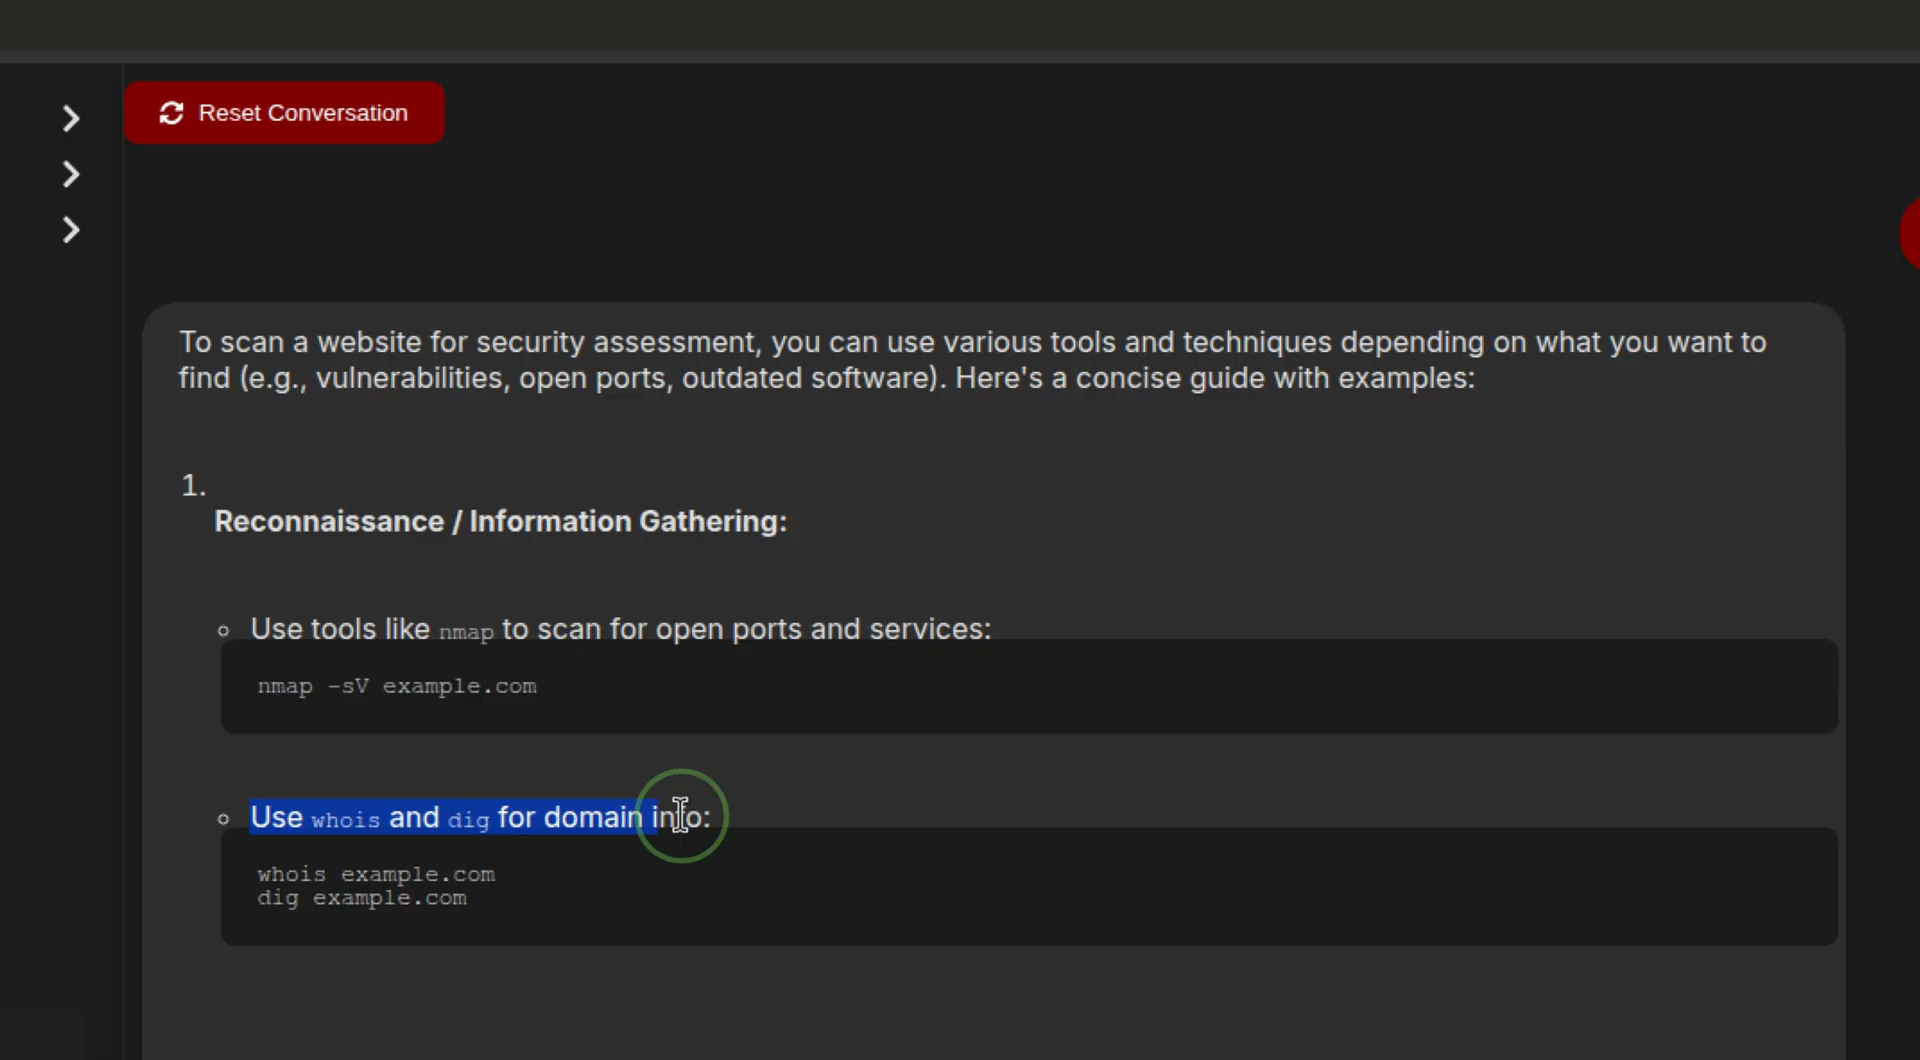 Reset Conversation
To scan a website for security assessment, you can use various tools and techniques depending on what you want to
find (e.g., vulnerabilities, open ports, outdated software). Here's a concise guide with examples:
1.
Reconnaissance / Information Gathering:
Use tools like nmap to scan for open ports and services:
nmap -sV example.com
Use whois and dig for domain info:
whois example.com
dig example.com